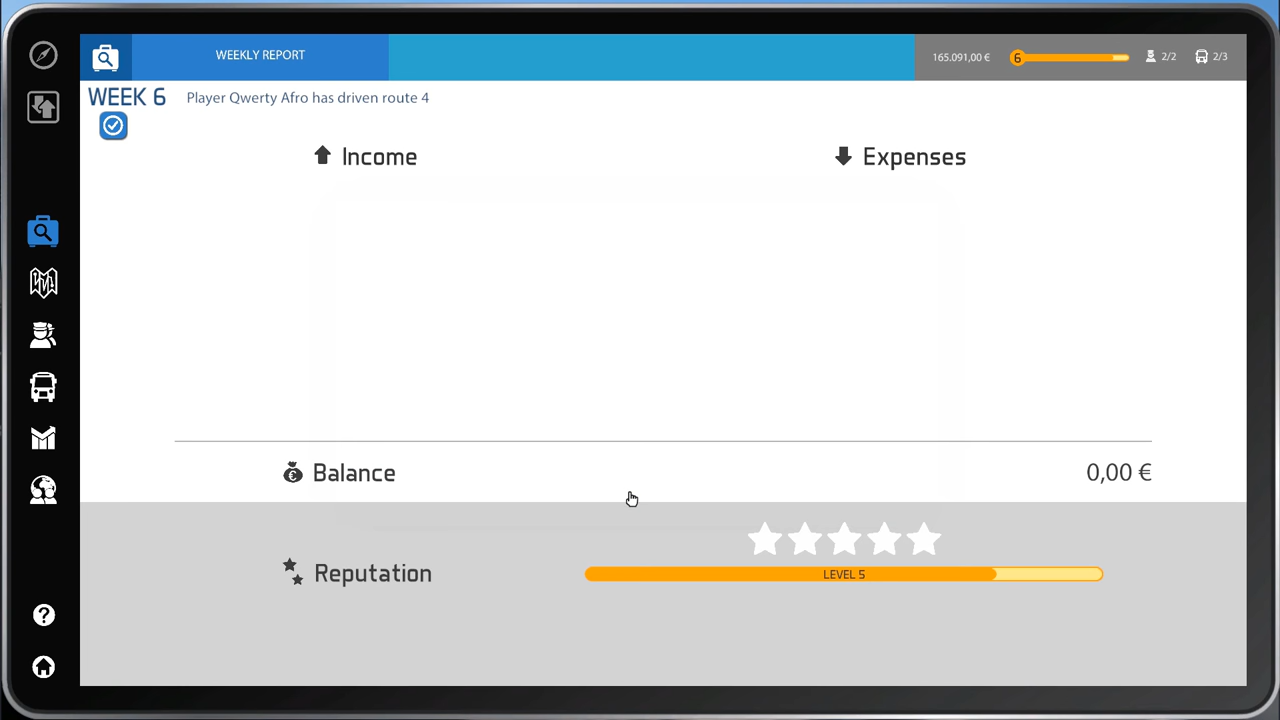 WEEKLY REPORT
165.091,00 €
6
2/2
2/3
WEEK 6
Player Qwerty Afro has driven route 4
Income
Expenses
Balance
0,00 €
Reputation
LEVEL 5